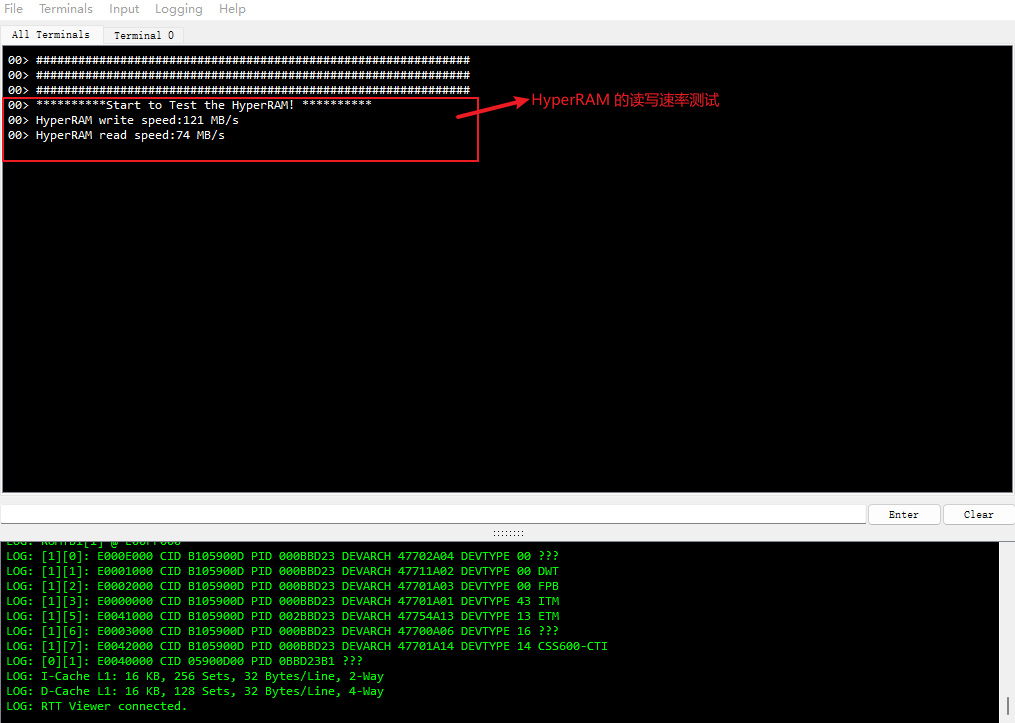 File Terminals Input Logging Help
All Terminals Terminal 0
00> ##############################################################
00> ##############################################################
00> ##############################################################
00> **********Start to Test the HyperRAM! **********
HyperRAM 的读写速率测试
00> HyperRAM write speed:121 MB/s
00> HyperRAM read speed:74 MB/s
Enter Clear
LOG: [1][0]: E000E000 CID B105900D PID 000BBD23 DEVARCH 47702A04 DEVTYPE 00 ???
LOG: [1][1]: E0001000 CID B105900D PID 000BBD23 DEVARCH 47711A02 DEVTYPE 00 DWT
LOG: [1][2]: E0002000 CID B105900D PID 000BBD23 DEVARCH 47701A03 DEVTYPE 00 FPB
LOG: [1][3]: E0000000 CID B105900D PID 000BBD23 DEVARCH 47701A01 DEVTYPE 43 ITM
LOG: [1][5]: E0041000 CID B105900D PID 002BBD23 DEVARCH 47754A13 DEVTYPE 13 ETM
LOG: [1][6]: E0003000 CID B105900D PID 000BBD23 DEVARCH 47700A06 DEVTYPE 16 ???
LOG: [1][7]: E0042000 CID B105900D PID 000BBD23 DEVARCH 47701A14 DEVTYPE 14 CSS600-CTI
LOG: [0][1]: E0040000 CID 05900D00 PID 0BBD23B1 ???
LOG: I-Cache L1: 16 KB, 256 Sets, 32 Bytes/Line, 2-Way
LOG: D-Cache L1: 16 KB, 128 Sets, 32 Bytes/Line, 4-Way
LOG: RTT Viewer connected.